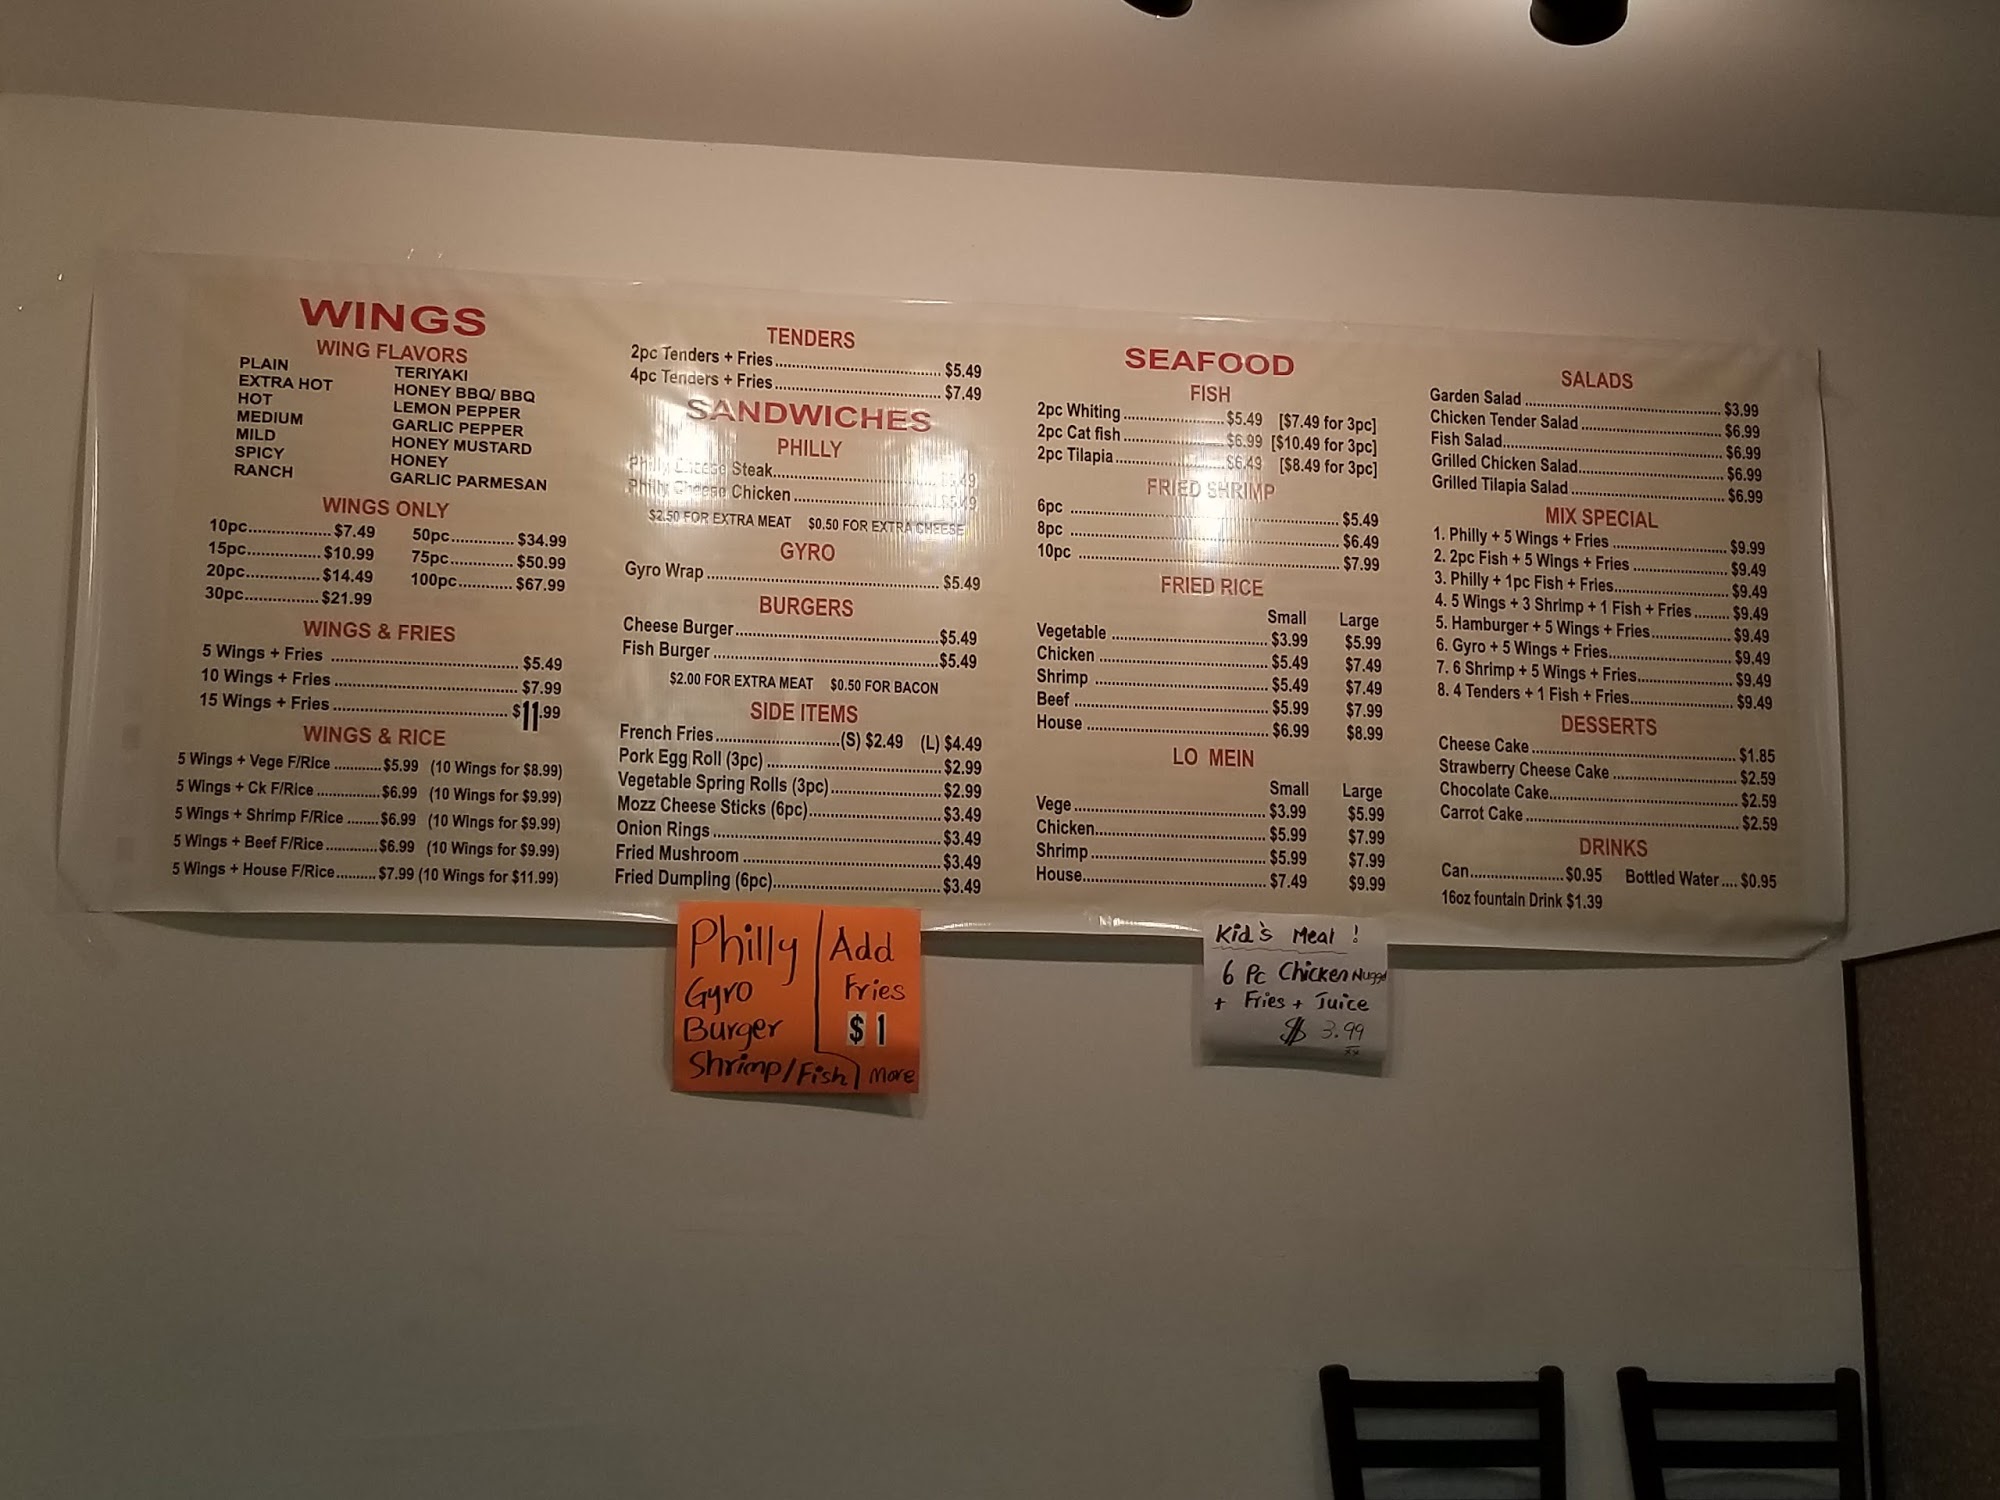 WINGS
WING FLAVORS
PLAIN
EXTRA HOT
HOT
MEDIUM
MILD
SPICY
RANCH
TERIYAKI
HONEY BBQ/ BBQ
LEMON PEPPER
GARLIC PEPPER
HONEY MUSTARD
HONEY
GARLIC PARMESAN
WINGS ONLY
10pc................. $7.49
15pc................ $10.99
20pc............... $14.49
30pc............... $21.99
50pc............. $34.99
75pc............. $50.99
100pc........... $67.99
WINGS & FRIES
5 Wings + Fries ........................................ $5.49
10 Wings + Fries ....................................... $7.99
15 Wings + Fries ..................................... $11.99
WINGS & RICE
5 Wings + Vege F/Rice ...........$5.99 (10 Wings for $8.99)
5 Wings + Ck F/Rice ...............$6.99 (10 Wings for $9.99)
5 Wings + Shrimp F/Rice ........$6.99 (10 Wings for $9.99)
5 Wings + Beef F/Rice ............$6.99 (10 Wings for $9.99)
5 Wings + House F/Rice.......... $7.99 (10 Wings for $11.99)
TENDERS
2pc Tenders + Fries........................................ $5.49
4pc Tenders + Fries........................................ $7.49
SANDWICHES
PHILLY
Philly Cheese Steak........................................ $5.49
Philly Cheese Chicken.................................... $5.49
$2.50 FOR EXTRA MEAT $0.50 FOR EXTRA CHEESE
GYRO
Gyro Wrap ...................................................... $5.49
BURGERS
Cheese Burger................................................$5.49
Fish Burger .....................................................$5.49
$2.00 FOR EXTRA MEAT $0.50 FOR BACON
SIDE ITEMS
French Fries ..............................(S) $2.49 (L) $4.49
Pork Egg Roll (3pc) .......................................... $2.99
Vegetable Spring Rolls (3pc)........................... $2.99
Mozz Cheese Sticks (6pc)................................ $3.49
Onion Rings ...................................................... $3.49
Fried Mushroom ............................................... $3.49
Fried Dumpling (6pc)........................................ $3.49
SEAFOOD
FISH
2pc Whiting ........................$5.49 [$7.49 for 3pc]
2pc Cat fish........................$6.99 [$10.49 for 3pc]
2pc Tilapia..........................$6.49 [$8.49 for 3pc]
FRIED SHRIMP
6pc ................................................................ $5.49
8pc ................................................................ $6.49
10pc .............................................................. $7.99
FRIED RICE
Small Large
Vegetable ...................................... $3.99 $5.99
Chicken ......................................... $5.49 $7.49
Shrimp .......................................... $5.49 $7.49
Beef ............................................... $5.99 $7.99
House ............................................ $6.99 $8.99
LO MEIN
Small Large
Vege .............................................. $3.99 $5.99
Chicken......................................... $5.99 $7.99
Shrimp .......................................... $5.99 $7.99
House............................................ $7.49 $9.99
SALADS
Garden Salad ................................................ $3.99
Chicken Tender Salad ................................... $6.99
Fish Salad...................................................... $6.99
Grilled Chicken Salad.................................... $6.99
Grilled Tilapia Salad ...................................... $6.99
MIX SPECIAL
1. Philly + 5 Wings + Fries ............................ $9.99
2. 2pc Fish + 5 Wings + Fries ........................ $9.49
3. Philly + 1pc Fish + Fries............................ $9.49
4. 5 Wings + 3 Shrimp + 1 Fish + Fries ......... $9.49
5. Hamburger + 5 Wings + Fries................... $9.49
6. Gyro + 5 Wings + Fries.............................. $9.49
7. 6 Shrimp + 5 Wings + Fries....................... $9.49
8. 4 Tenders + 1 Fish + Fries......................... $9.49
DESSERTS
Cheese Cake .................................................. $1.85
Strawberry Cheese Cake .............................. $2.59
Chocolate Cake.............................................. $2.59
Carrot Cake .................................................... $2.59
DRINKS
Can......................$0.95 Bottled Water .... $0.95
16oz fountain Drink $1.39
Philly
Gyro
Burger
Shrimp/Fish
Add
Fries
$1
More
Kid's Meal !
6 Pc Chicken
+ Fries + Juice
$ 3.99